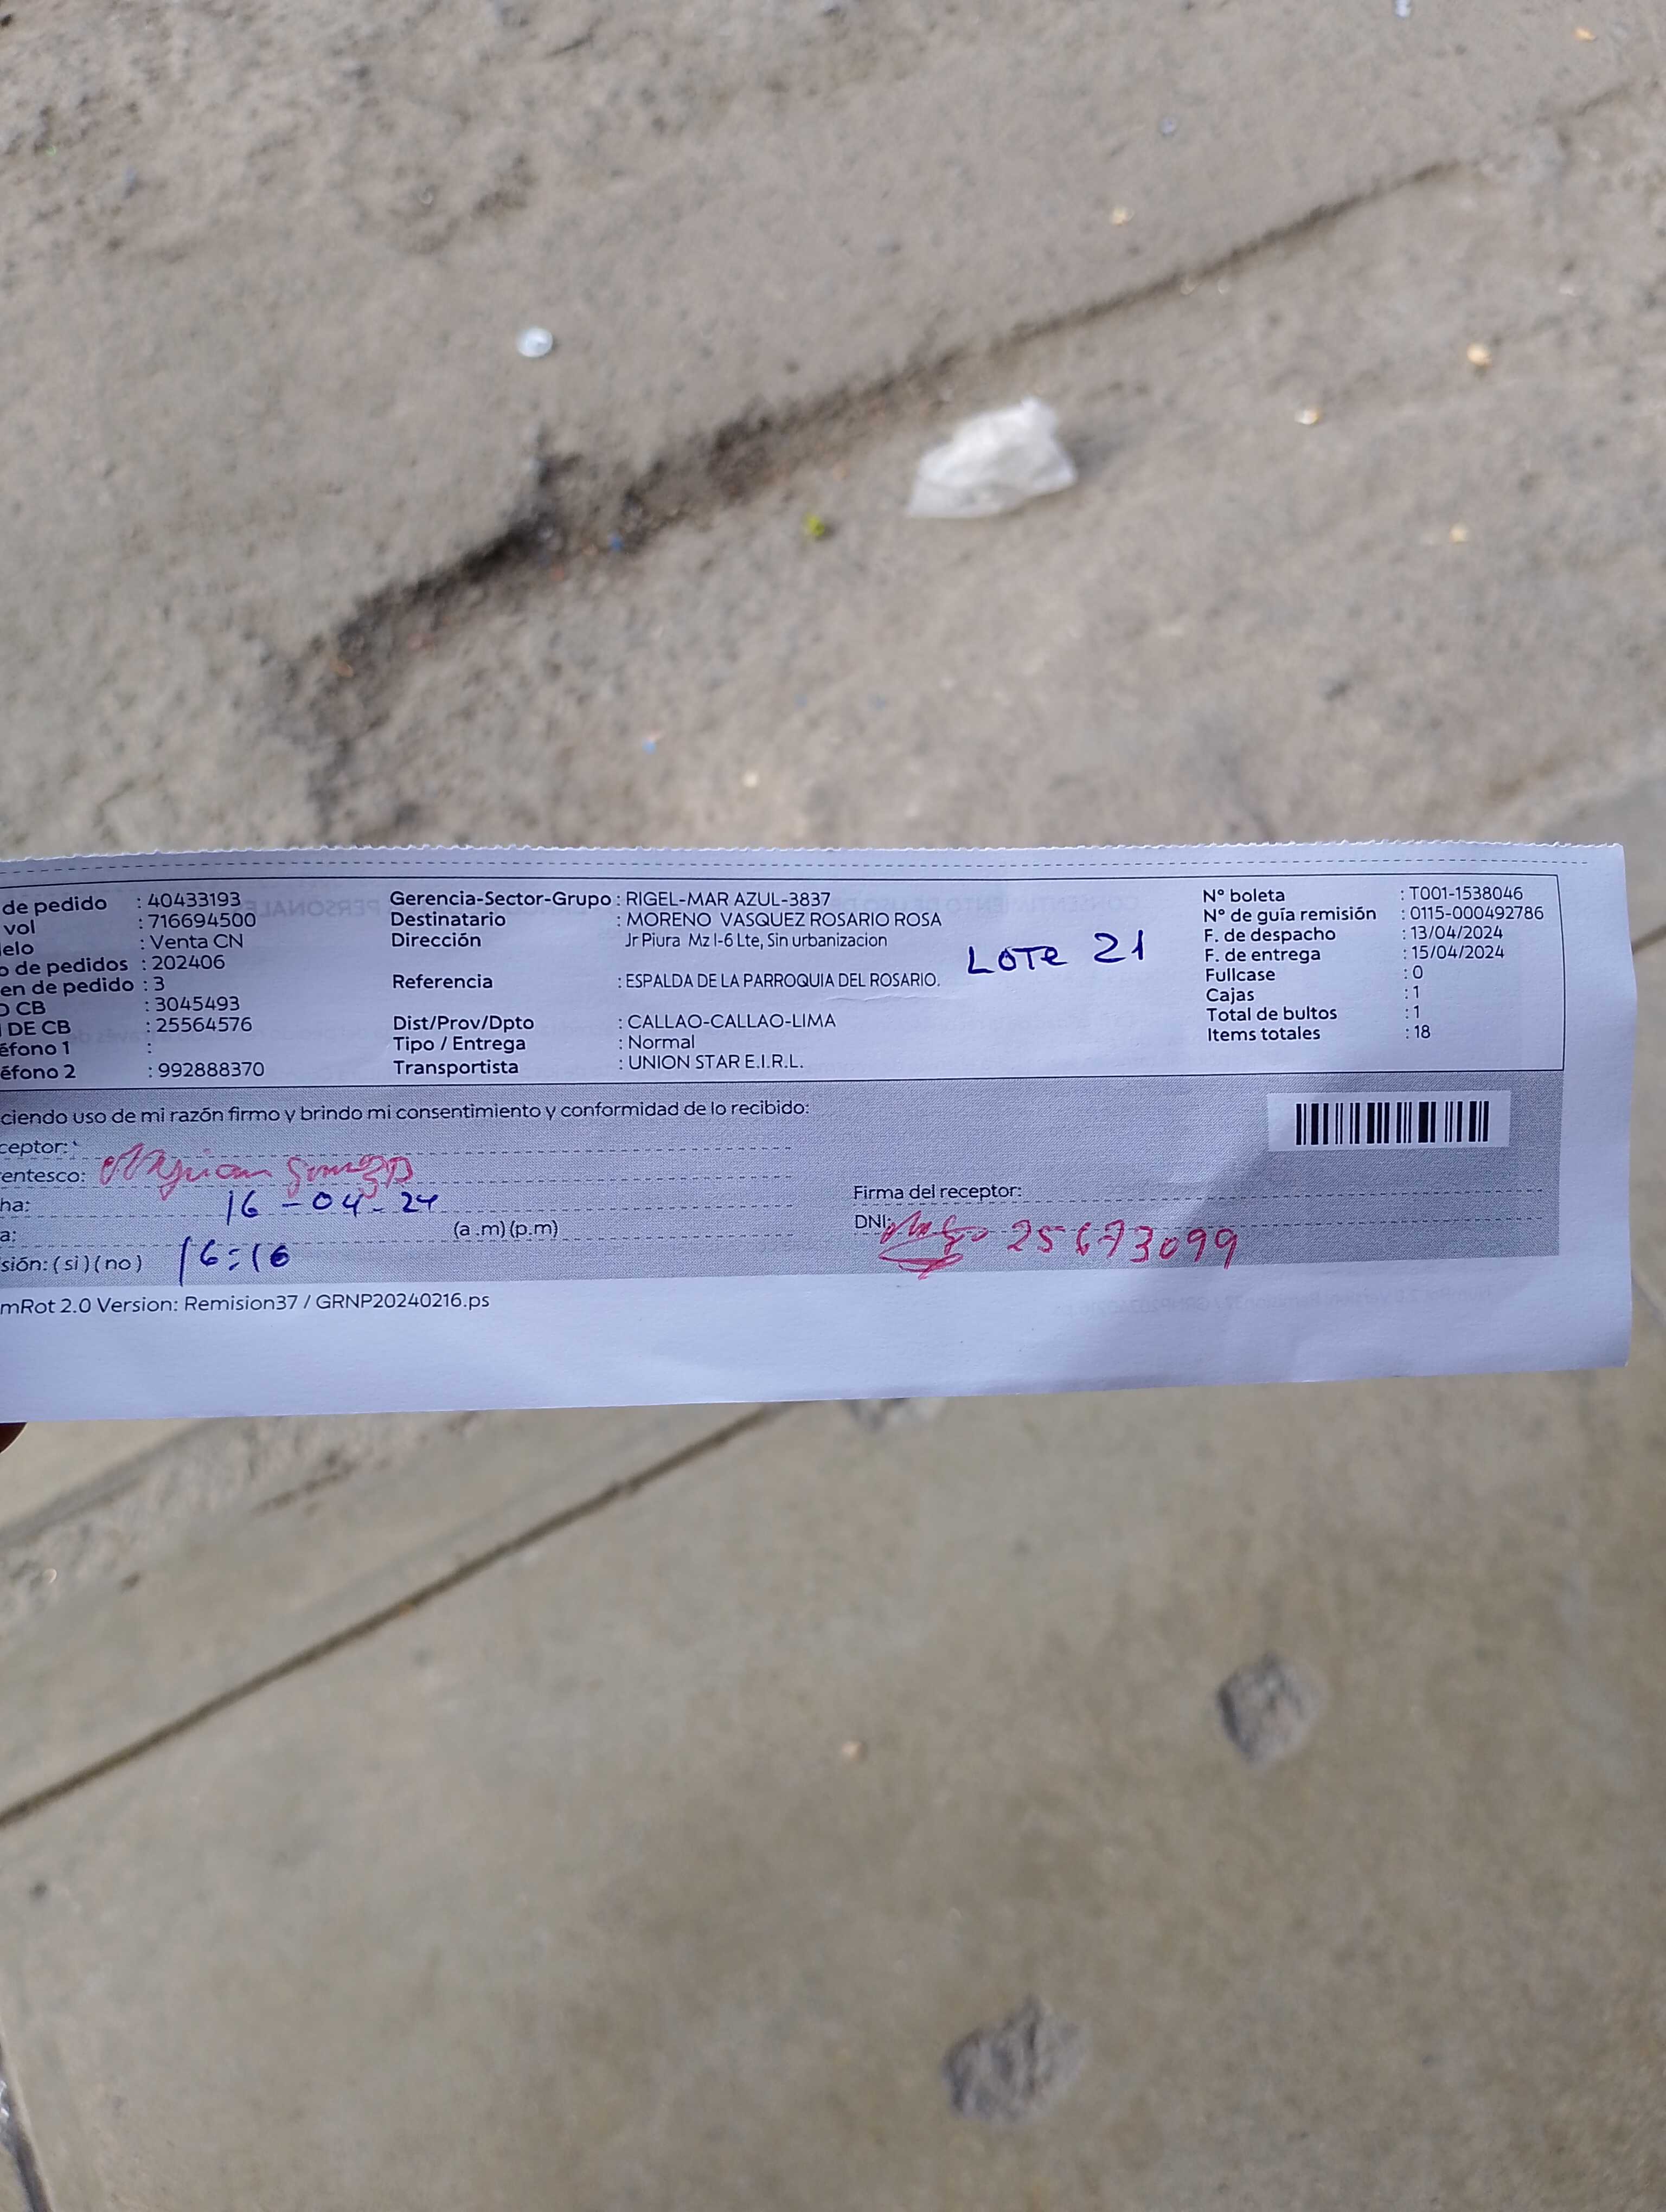 de pedido : 40433193
vol : 716694500
elo : Venta CN
o de pedidos : 202406
en de pedido : 3
O CB : 3045493
I DE CB : 25564576
éfono 1 :
éfono 2 : 992888370
Gerencia-Sector-Grupo : RIGEL-MAR AZUL-3837
Destinatario : MORENO VASQUEZ ROSARIO ROSA
Dirección Jr Piura Mz I-6 Lte, Sin urbanizacion
LOTe 21
Referencia : ESPALDA DE LA PARROQUIA DEL ROSARIO.
Dist/Prov/Dpto : CALLAO-CALLAO-LIMA
Tipo / Entrega : Normal
Transportista : UNION STAR E.I.R.L.
N° boleta : T001-1538046
N° de guía remisión : 0115-000492786
F. de despacho : 13/04/2024
F. de entrega : 15/04/2024
Fullcase : 0
Cajas : 1
Total de bultos : 1
Items totales : 18
ciendo uso de mi razón firmo y brindo mi consentimiento y conformidad de lo recibido:
ceptor:
entesco:
ha: 16-04-24
a: (a.m)(p.m)
sión: (si)(no) 16:16
Firma del receptor:
DNI: 25673099
mRot 2.0 Version: Remision37 / GRNP20240216.ps